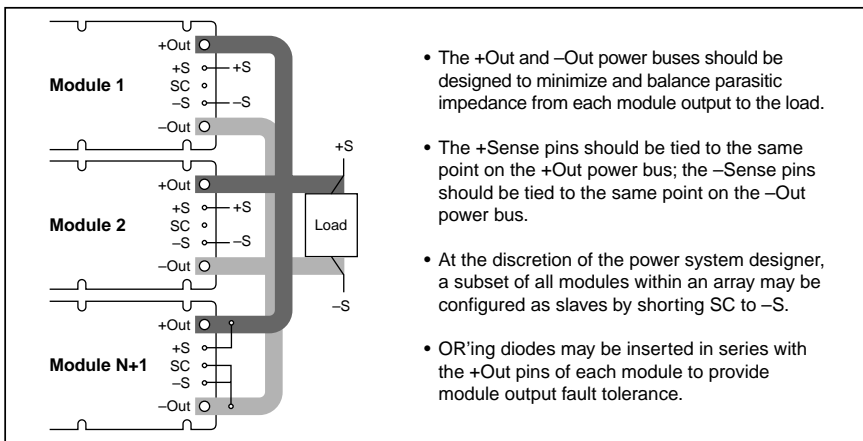 +Out
+S
+S
Module 1
SC
–S
–S
–Out
+S
+Out
+S
+S
Module 2
SC
Load
–S
–S
–Out
–S
+Out
+S
Module N+1
SC
–S
–Out
• The +Out and –Out power buses should be
designed to minimize and balance parasitic
impedance from each module output to the load.
• The +Sense pins should be tied to the same
point on the +Out power bus; the –Sense pins
should be tied to the same point on the –Out
power bus.
• At the discretion of the power system designer,
a subset of all modules within an array may be
configured as slaves by shorting SC to –S.
• OR'ing diodes may be inserted in series with
the +Out pins of each module to provide
module output fault tolerance.